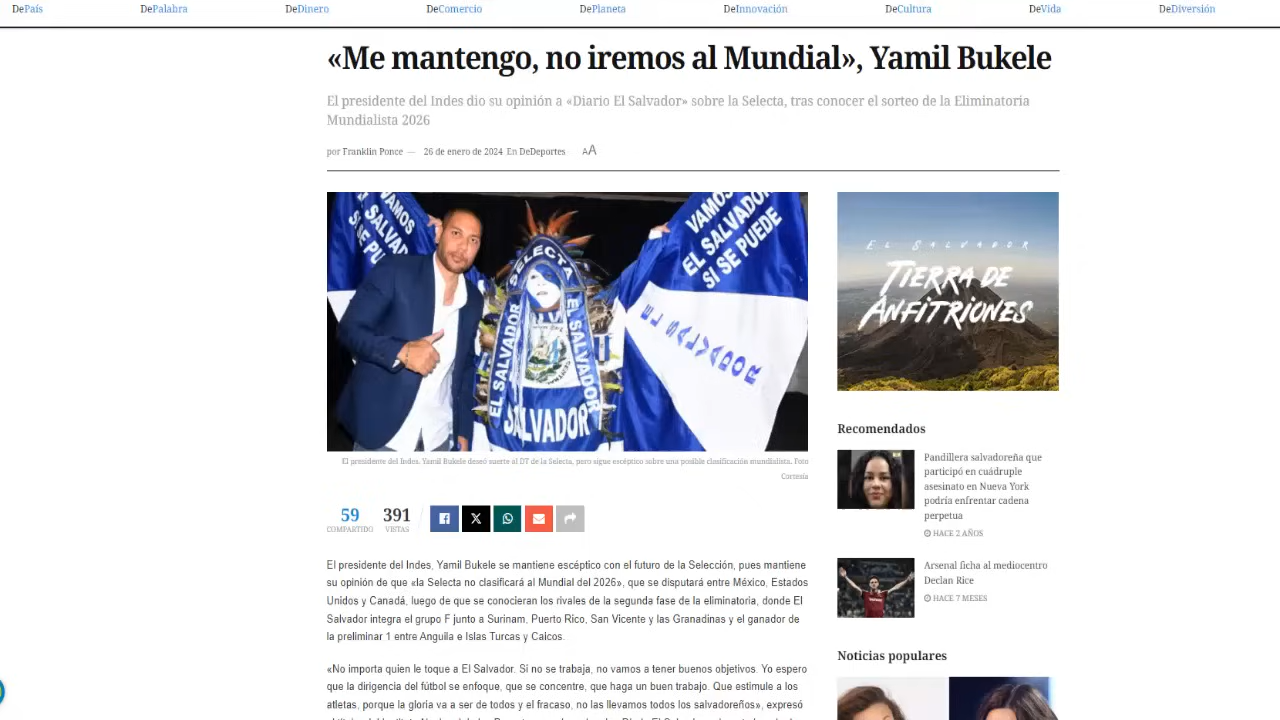 DePaís DePalabra DeDinero DeComercio DePlaneta DeInnovación DeCultura DeVida DeDiversión
«Me mantengo, no iremos al Mundial», Yamil Bukele
El presidente del Indes dio su opinión a «Diario El Salvador» sobre la Selecta, tras conocer el sorteo de la Eliminatoria
Mundialista 2026
por Franklin Ponce — 26 de enero de 2024 En DeDeportes AA
VAMOS
SALVADOR
SI SE PU
SELECTA
EL SALVADOR
EL SALVADOR
SALVADOR
VAMOS
EL SALVADOR
SI SE PUEDE
EL SALVADOR
El presidente del Indes, Yamil Bukele deseó suerte al DT de la Selecta, pero sigue escéptico sobre una posible clasificación mundialista. Foto
Cortesía
59 391
COMPARTIDO VISTAS
El presidente del Indes, Yamil Bukele se mantiene escéptico con el futuro de la Selección, pues mantiene
su opinión de que «la Selecta no clasificará al Mundial del 2026», que se disputará entre México, Estados
Unidos y Canadá, luego de que se conocieran los rivales de la segunda fase de la eliminatoria, donde El
Salvador integra el grupo F junto a Surinam, Puerto Rico, San Vicente y las Granadinas y el ganador de
la preliminar 1 entre Anguila e Islas Turcas y Caicos.
«No importa quien le toque a El Salvador. Si no se trabaja, no vamos a tener buenos objetivos. Yo espero
que la dirigencia del fútbol se enfoque, que se concentre, que haga un buen trabajo. Que estimule a los
atletas, porque la gloria va a ser de todos y el fracaso, no las llevamos todos los salvadoreños», expresó
EL SALVADOR
TIERRA DE
ANFITRIONES
Recomendados
Pandillera salvadoreña que
participó en cuádruple
asesinato en Nueva York
podría enfrentar cadena
perpetua
HACE 2 AÑOS
Arsenal ficha al mediocentro
Declan Rice
HACE 7 MESES
Noticias populares